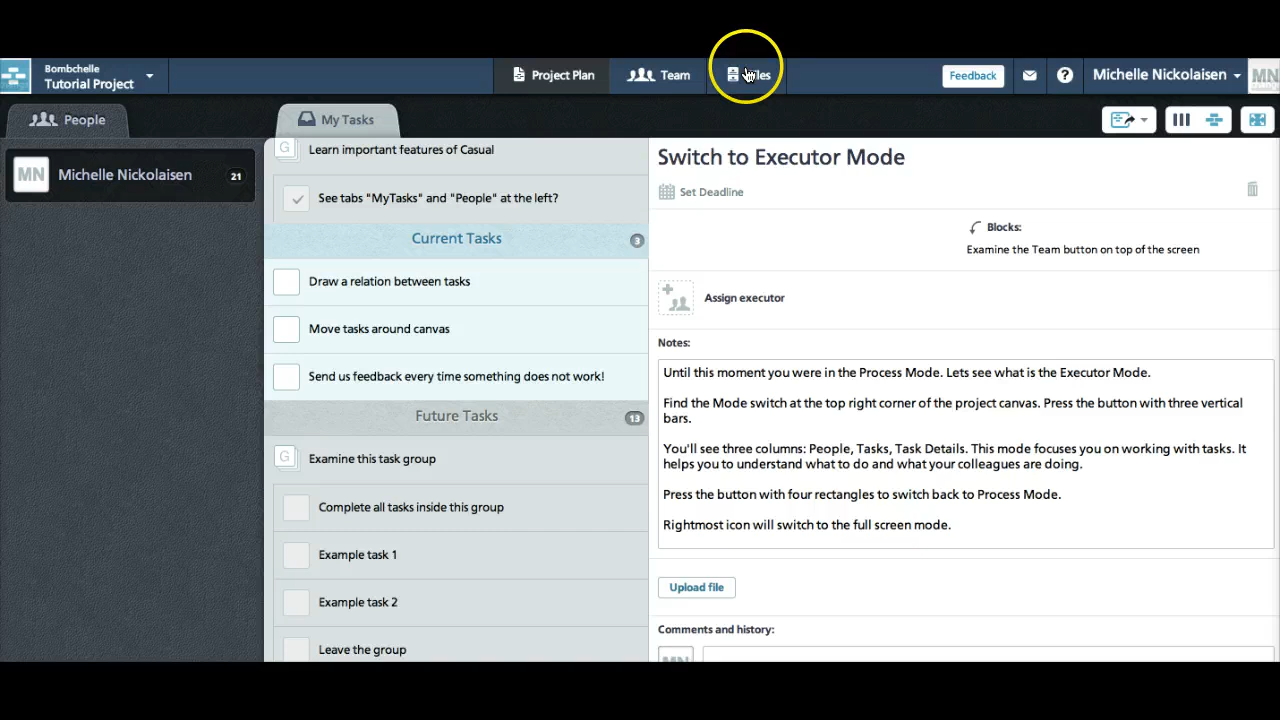 Bombchelle
Tutorial Project
Project Plan
Team
Feedback
Michelle Nickolaisen
MN
People
My Tasks
MN
Michelle Nickolaisen
21
G
Learn important features of Casual
See tabs "MyTasks" and "People" at the left?
Current Tasks
3
Draw a relation between tasks
Move tasks around canvas
Send us feedback every time something does not work!
Future Tasks
13
G
Examine this task group
Complete all tasks inside this group
Example task 1
Example task 2
Leave the group
Switch to Executor Mode
Set Deadline
Blocks:
Examine the Team button on top of the screen
Assign executor
Notes:
Until this moment you were in the Process Mode. Lets see what is the Executor Mode.
Find the Mode switch at the top right corner of the project canvas. Press the button with three vertical
bars.
You'll see three columns: People, Tasks, Task Details. This mode focuses you on working with tasks. It
helps you to understand what to do and what your colleagues are doing.
Press the button with four rectangles to switch back to Process Mode.
Rightmost icon will switch to the full screen mode.
Upload file
Comments and history:
MN